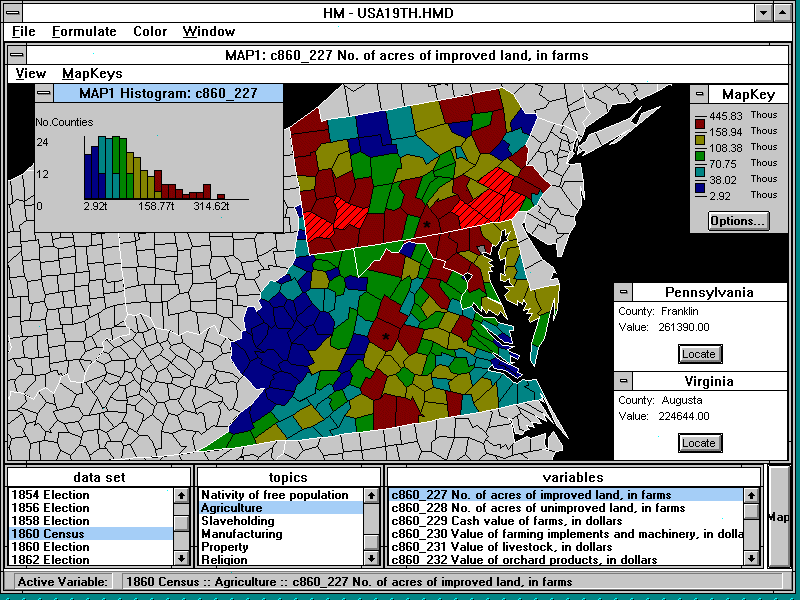 HM - USA19TH.HMD
File Formulate Color Window
MAP1: c860_227 No. of acres of improved land, in farms
View MapKeys
MAP1 Histogram: c860_227
No.Counties
24
12
0
2.92t 158.77t 314.62t
MapKey
445.83 Thous
158.94 Thous
108.38 Thous
70.75 Thous
38.02 Thous
2.92 Thous
Options...
Pennsylvania
County: Franklin
Value: 261390.00
Locate
Virginia
County: Augusta
Value: 224644.00
Locate
data set
1854 Election
1856 Election
1858 Election
1860 Census
1860 Election
1862 Election
topics
Nativity of free population
Agriculture
Slaveholding
Manufacturing
Property
Religion
variables
c860_227 No. of acres of improved land, in farms
c860_228 No. of acres of unimproved land, in farms
c860_229 Cash value of farms, in dollars
c860_230 Value of farming implements and machinery, in dolla
c860_231 Value of livestock, in dollars
c860_232 Value of orchard products, in dollars
Map
Active Variable: 1860 Census :: Agriculture :: c860_227 No. of acres of improved land, in farms